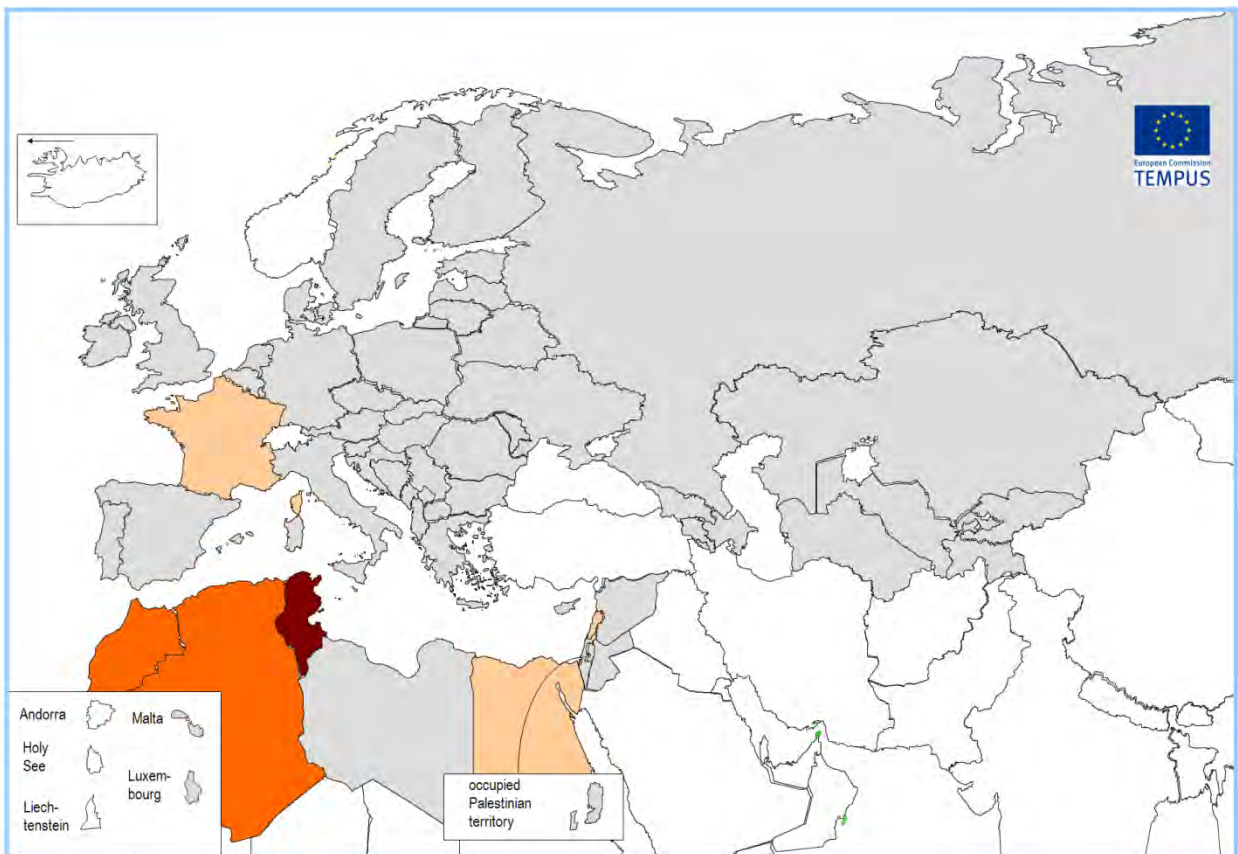 European Commission
TEMPUS
Andorra
Malta
Holy
See
Luxem-
bourg
Liech-
tenstein
occupied
Palestinian
territory